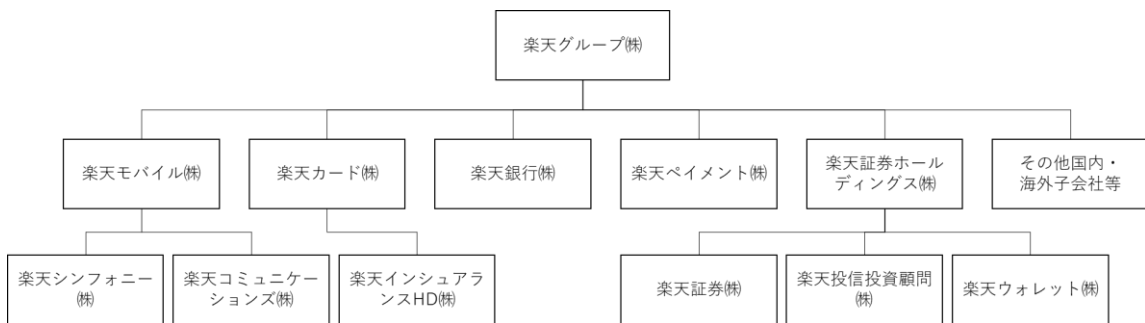 楽天グループ㈱
楽天モバイル㈱
楽天カード㈱
楽天銀行㈱
楽天ペイメント㈱
楽天証券ホール
ディングス㈱
その他国内・
海外子会社等
楽天シンフォニー
㈱
楽天コミュニケー
ションズ㈱
楽天インシュアラ
ンスHD㈱
楽天証券㈱
楽天投信投資顧問
㈱
楽天ウォレット㈱